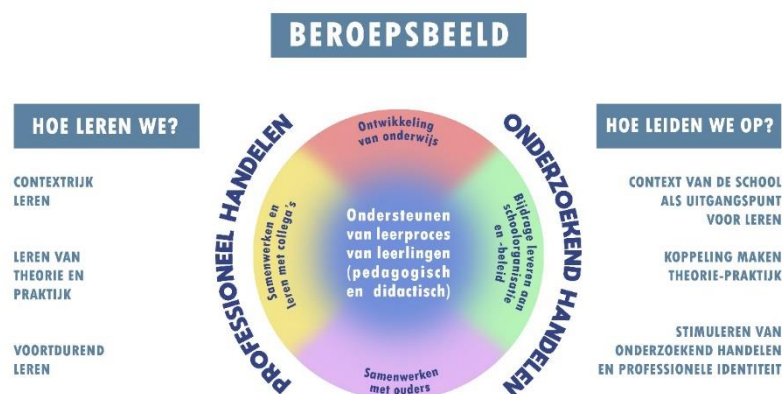 BEROEPSBEELD
HOE LEREN WE?
CONTEXTRIJK
LEREN
LEREN VAN
THEORIE EN
PRAKTIJK
VOORTDUREND
LEREN
PROFESSIONEEL HANDELEN
Ontwikkeling
van onderwijs
Samenwerken en
leren met collega's
Ondersteunen
van leerproces
van leerlingen
(pedagogisch
en didactisch)
Bijdrage leveren aan
schoolorganisatie
en -beleid
Samenwerken
met ouders
ONDERZOEKEND HANDELEN
HOE LEIDEN WE OP?
CONTEXT VAN DE SCHOOL
ALS UITGANGSPUNT
VOOR LEREN
KOPPELING MAKEN
THEORIE-PRAKTIJK
STIMULEREN VAN
ONDERZOEKEND HANDELEN
EN PROFESSIONELE IDENTITEIT